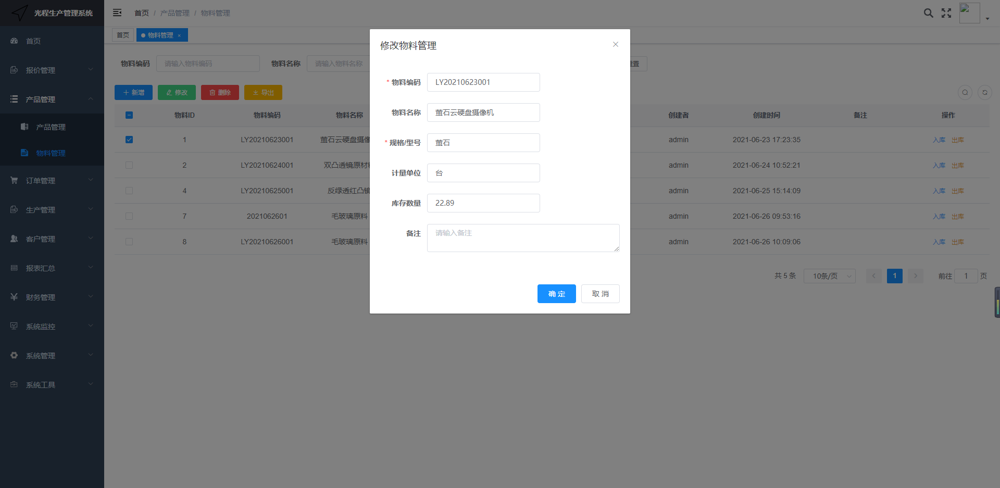 光程生产管理系统
首页 / 产品管理 / 物料管理
首页
物料管理 ×
首页
报价管理
产品管理
产品管理
物料管理
订单管理
生产管理
客户管理
报表汇总
财务管理
系统监控
系统管理
系统工具
物料编码 请输入物料编码 物料名称 请输入物料名称
重置
新增 修改 删除 导出
物料ID 物料编码 物料名称 创建者 创建时间 备注 操作
1 LY20210623001 萤石云硬盘摄像 admin 2021-06-23 17:23:35 入库 出库
2 LY20210624001 双凸透镜原材 admin 2021-06-24 10:52:21 入库 出库
4 LY20210625001 反绿透红凸镜 admin 2021-06-25 15:14:09 入库 出库
7 2021062601 毛玻璃原料 admin 2021-06-26 09:53:16 入库 出库
8 LY20210626001 毛玻璃原料 admin 2021-06-26 10:09:06 入库 出库
共 5 条 10条/页 1 前往 1 页
修改物料管理
* 物料编码 LY20210623001
物料名称 萤石云硬盘摄像机
* 规格/型号 萤石
计量单位 台
库存数量 22.89
备注 请输入备注
确 定 取 消